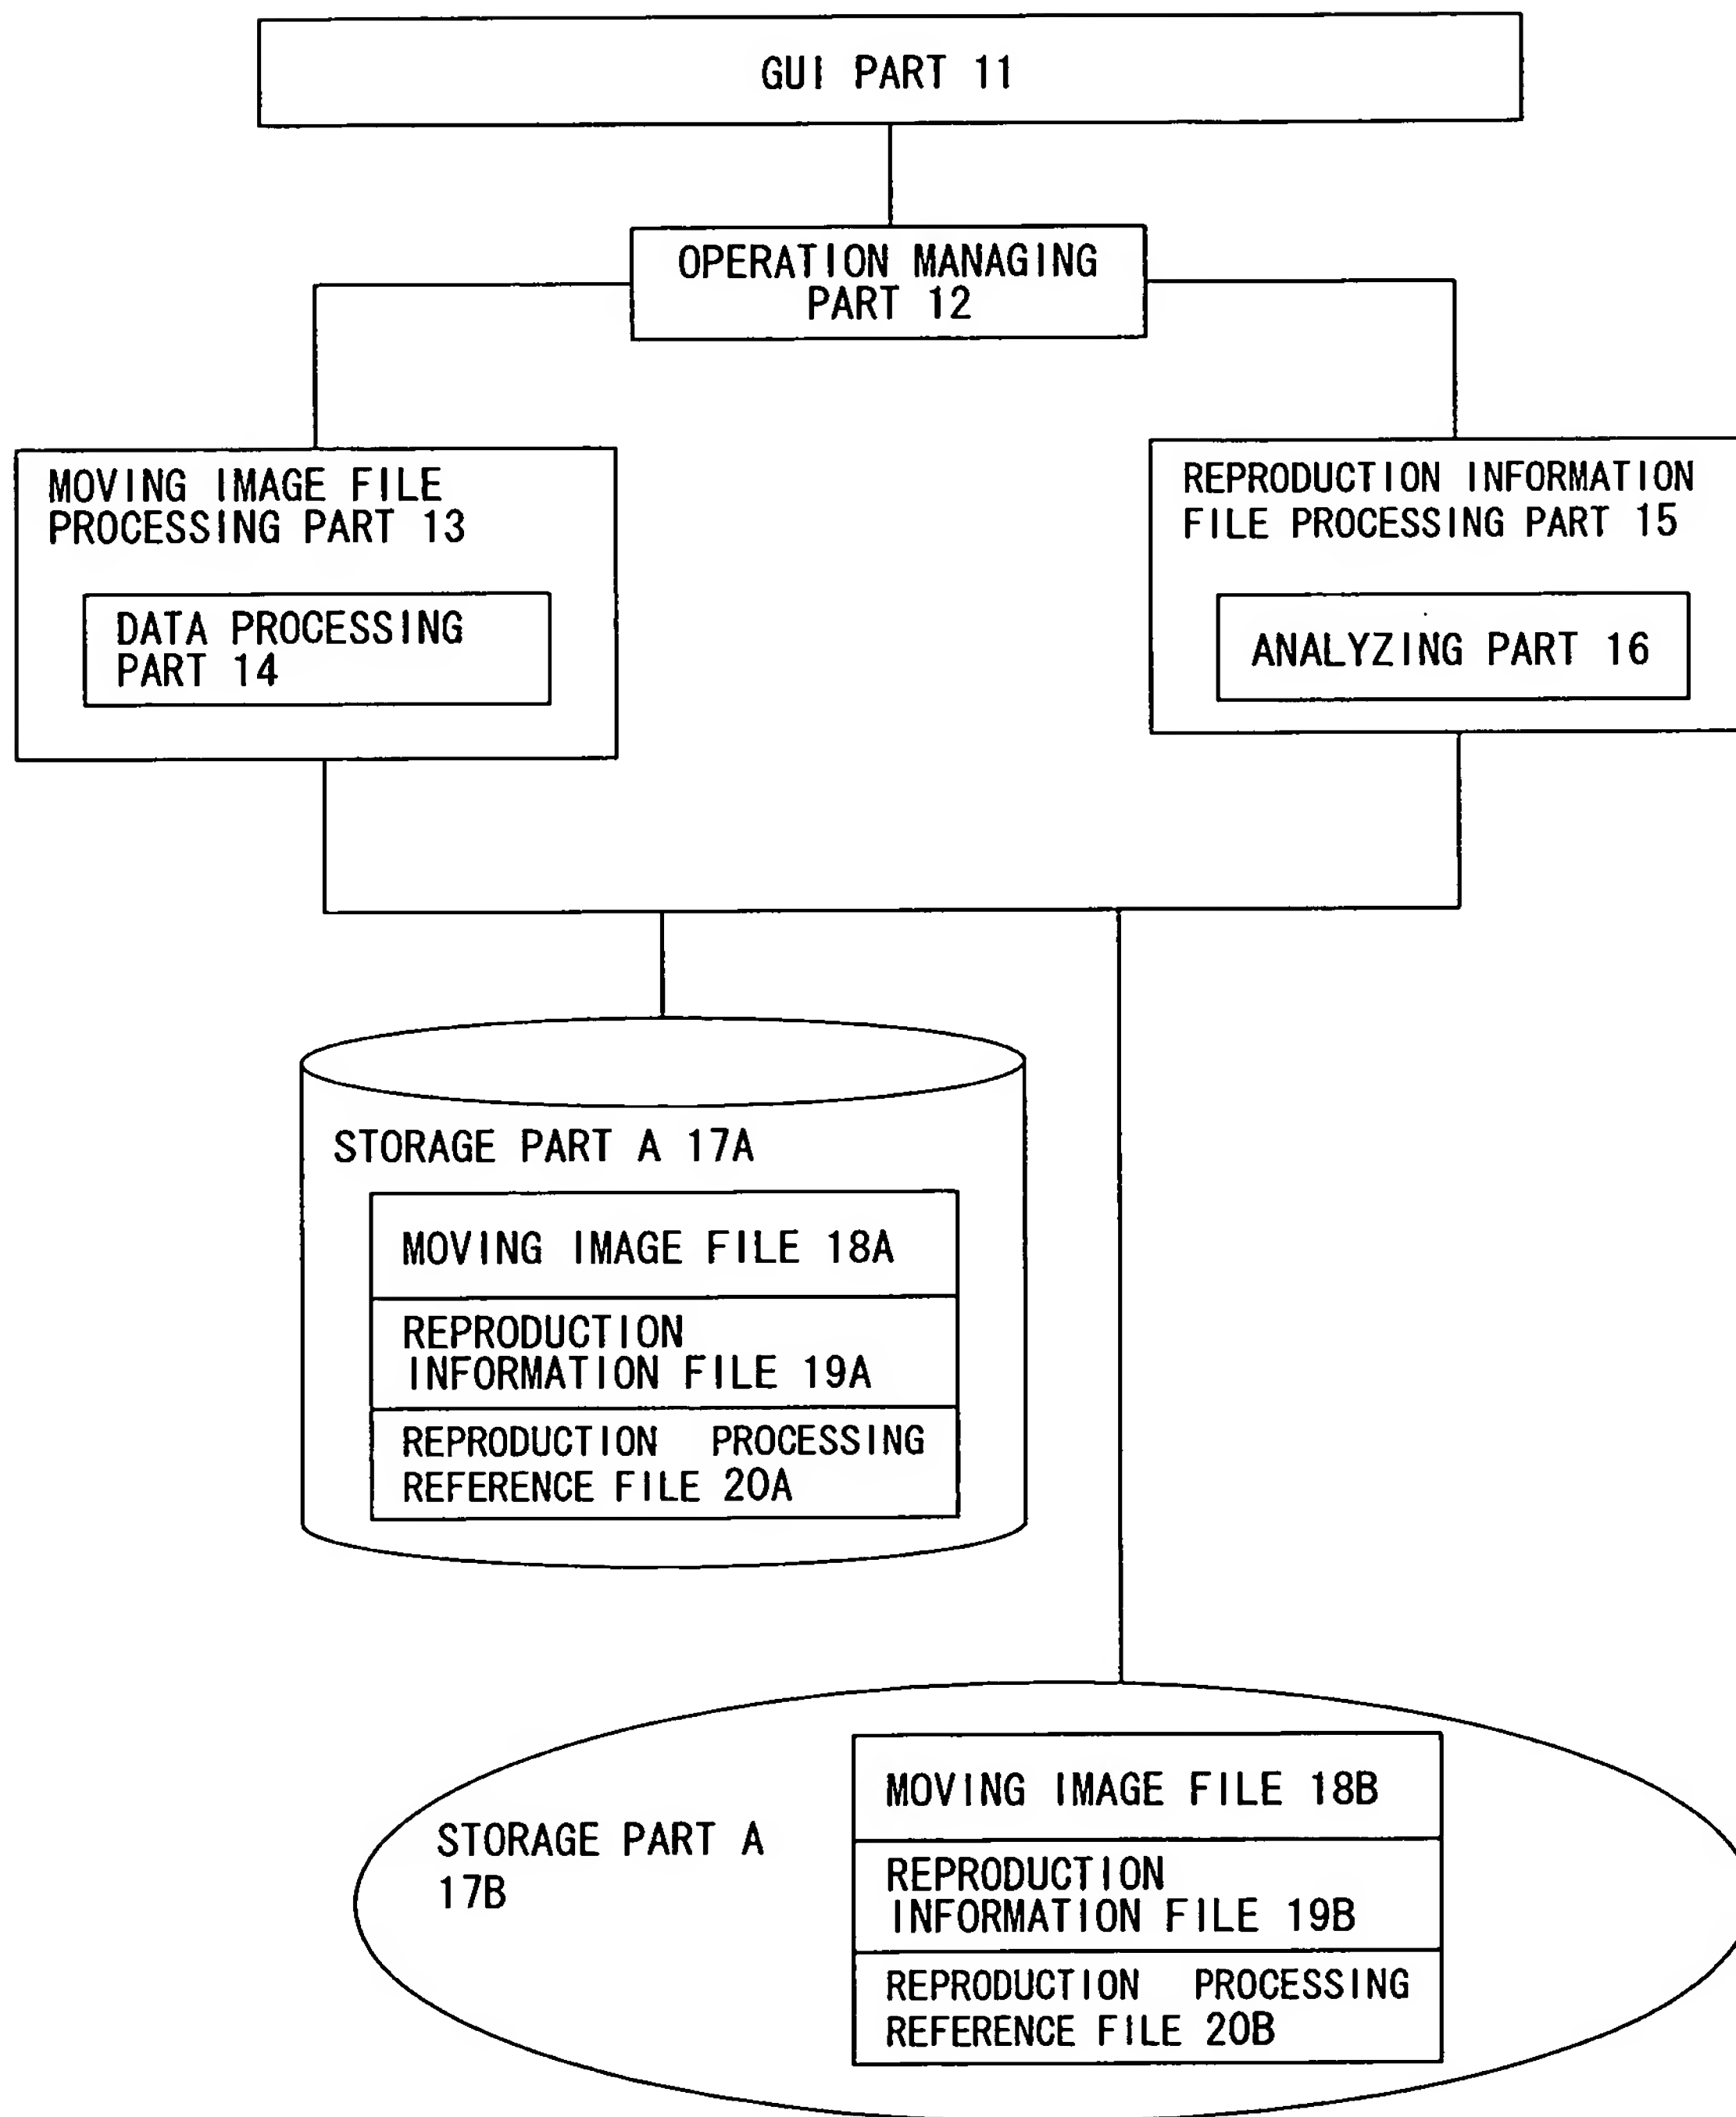 GUI PART 11
OPERATION MANAGING
PART 12
MOVING IMAGE FILE
PROCESSING PART 13
DATA PROCESSING
PART 14
REPRODUCTION INFORMATION
FILE PROCESSING PART 15
ANALYZING PART 16
STORAGE PART A 17A
MOVING IMAGE FILE 18A
REPRODUCTION
INFORMATION FILE 19A
REPRODUCTION PROCESSING
REFERENCE FILE 20A
STORAGE PART A
17B
MOVING IMAGE FILE 18B
REPRODUCTION
INFORMATION FILE 19B
REPRODUCTION PROCESSING
REFERENCE FILE 20B